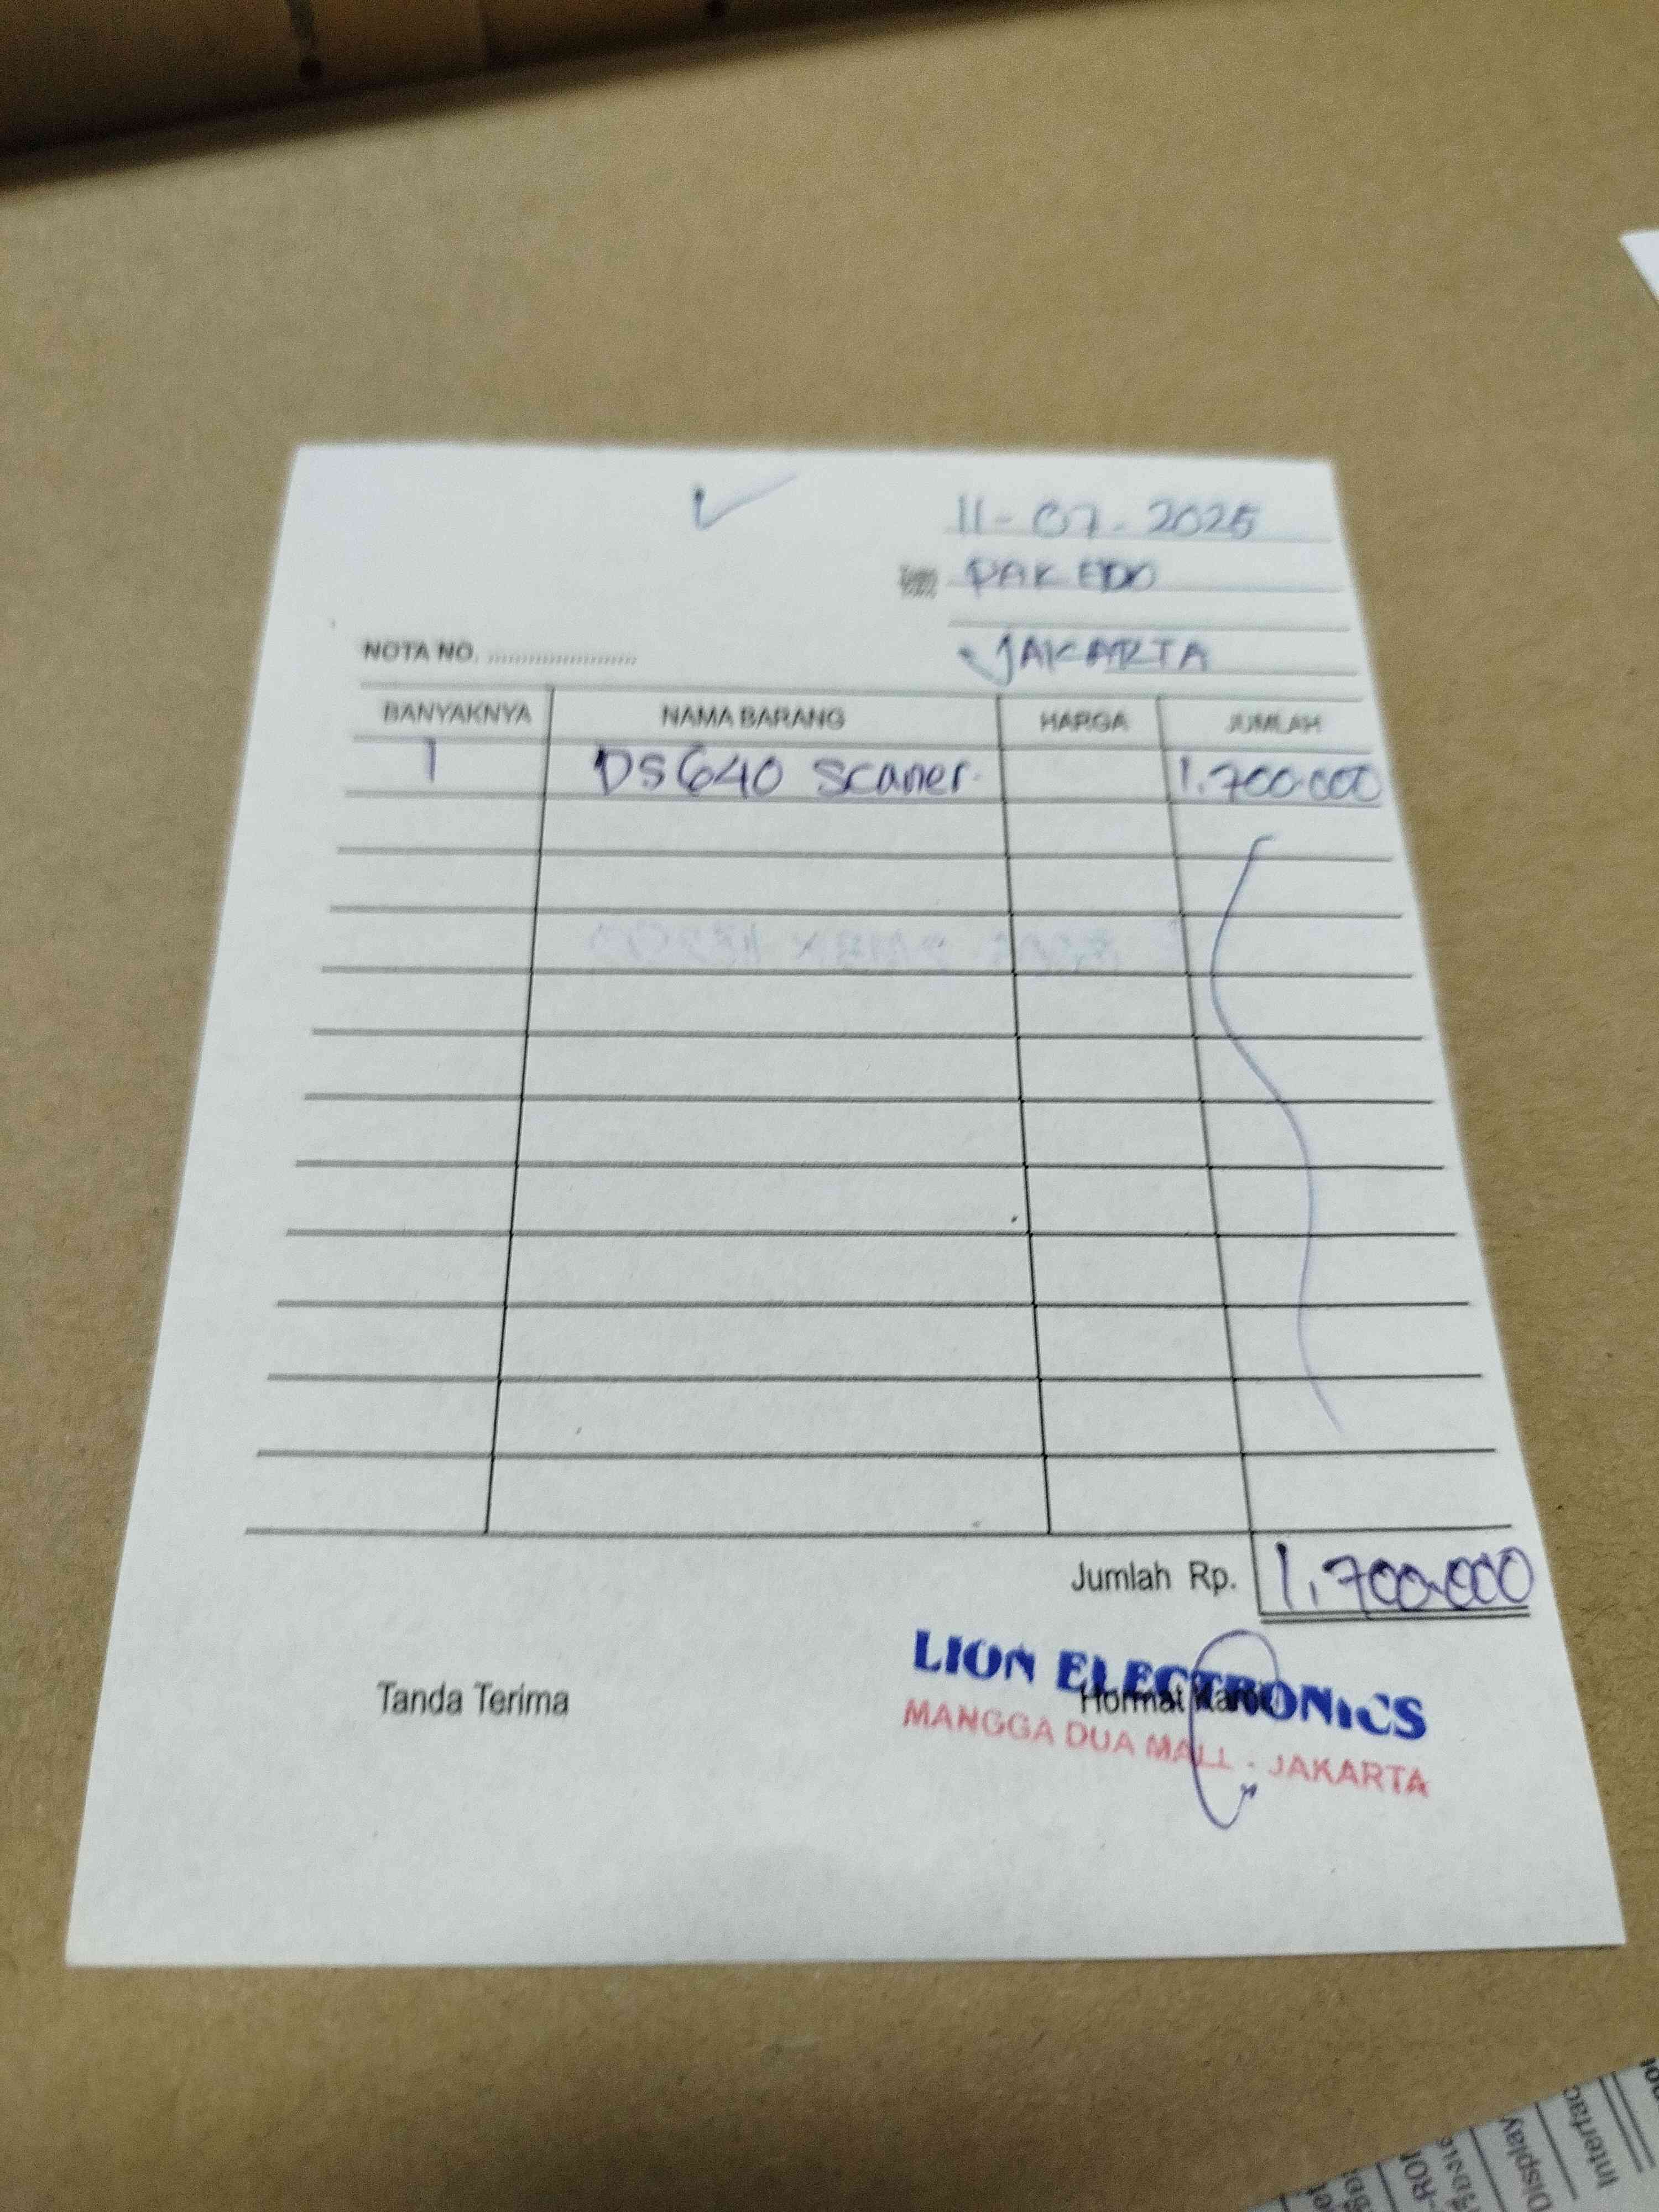 11-07-2025
PAK EDO
JAKARTA
NOTA NO. ......................
BANYAKNYA NAMA BARANG HARGA JUMLAH
1 DS640 scaner. 1.700.000
Jumlah Rp. 1.700.000
Tanda Terima Hormat Kami
LION ELECTRONICS
MANGGA DUA MALL - JAKARTA
Display